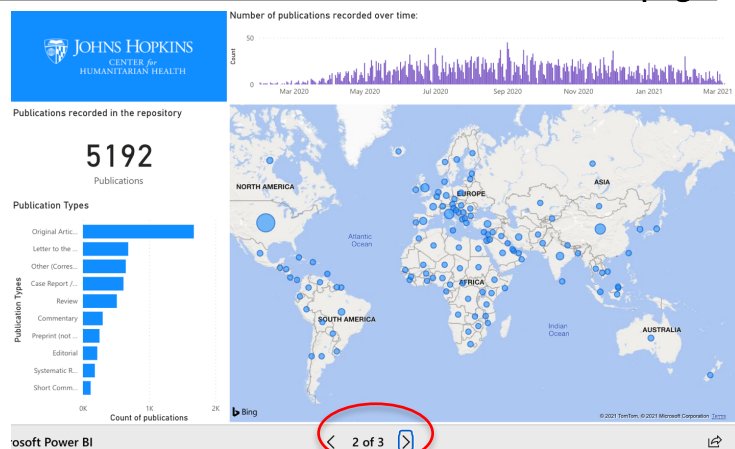 Number of publications recorded over time:
JOHNS HOPKINS
CENTER for
HUMANITARIAN HEALTH
Count
50
0
Mar 2020
May 2020
Jul 2020
Sep 2020
Nov 2020
Jan 2021
Mar 2021
Publications recorded in the repository
5192
Publications
Publication Types
Publication Types
Original Artic...
Letter to the ...
Other (Corres...
Case Report /...
Review
Commentary
Preprint (not ...
Editorial
Systematic R...
Short Comm...
0K
1K
2K
Count of publications
NORTH AMERICA
EUROPE
ASIA
Atlantic
Ocean
AFRICA
SOUTH AMERICA
Indian
Ocean
AUSTRALIA
Bing
© 2021 TomTom, © 2021 Microsoft Corporation Terms
rosoft Power BI
2 of 3